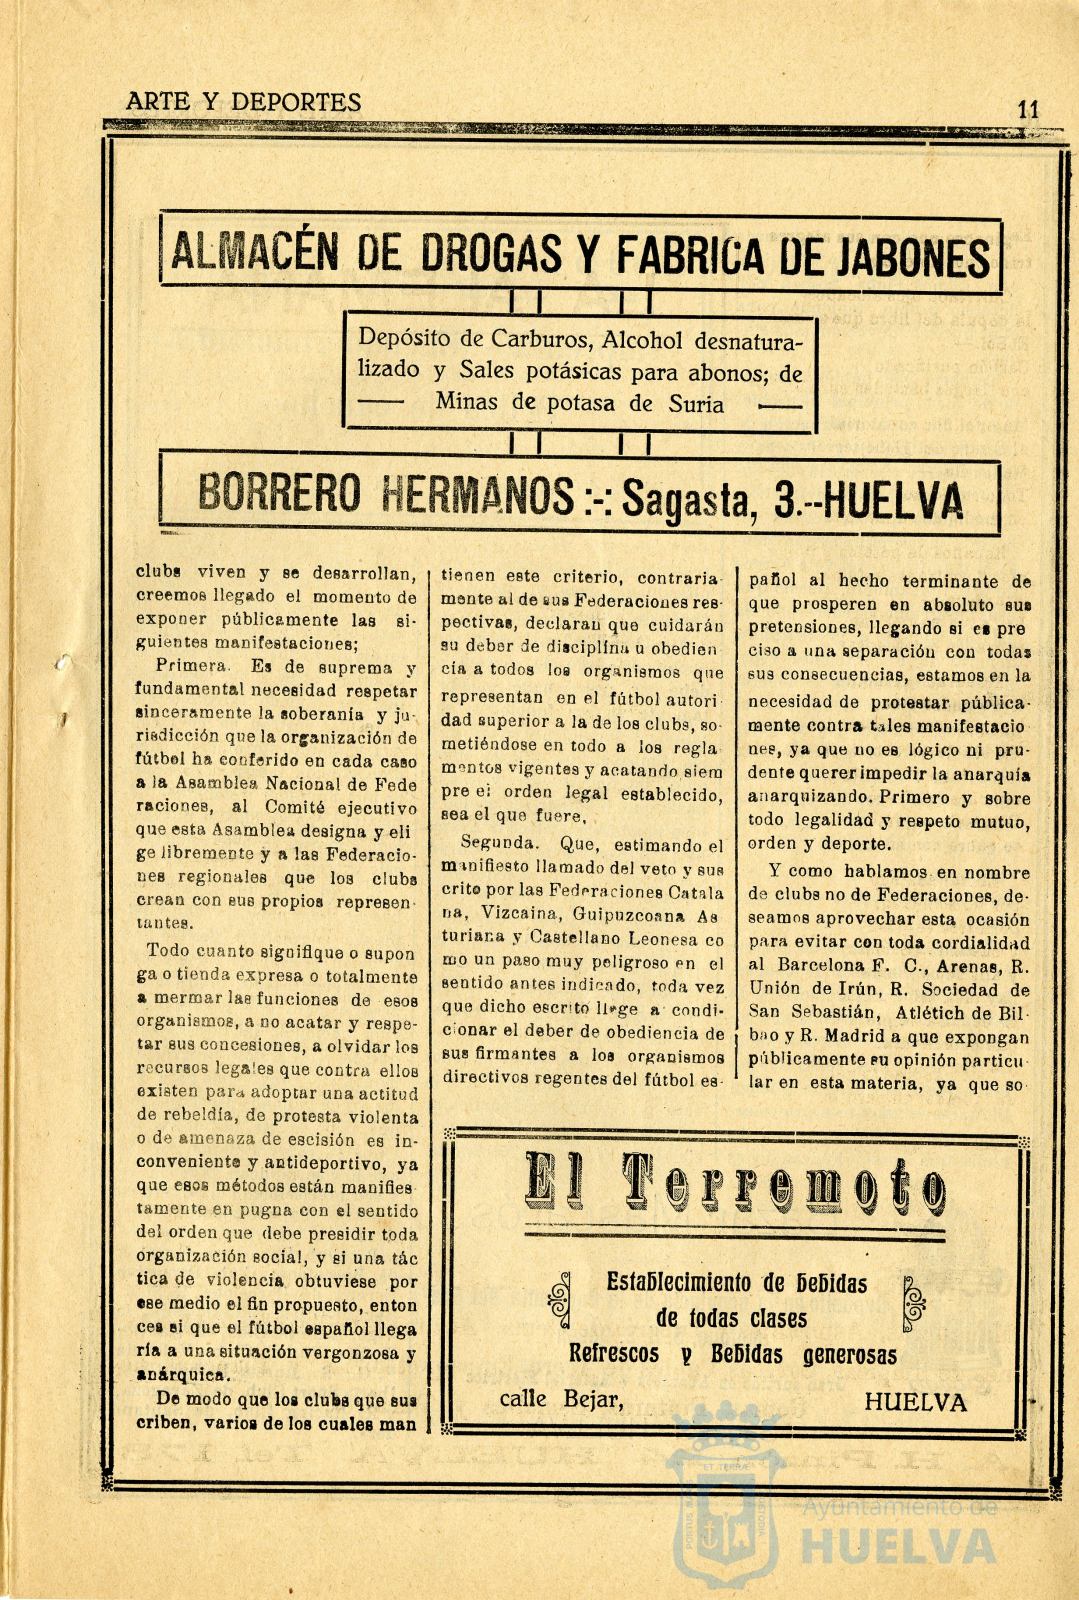 ARTE Y DEPORTES
11
ALMACÉN DE DROGAS Y FABRICA DE JABONES
Depósito de Carburos, Alcohol desnatura-
lizado y Sales potásicas para abonos; de
Minas de potasa de Suria
BORRERO HERMANOS :-: Sagasta, 3.--HUELVA
clubs viven y se desarrollan,
creemos llegado el momento de
exponer públicamente las si-
guientes manifestaciones;
Primera. Es de suprema y
fundamental necesidad respetar
sinceramente la soberanía y ju-
risdicción que la organización de
fútbol ha conferido en cada caso
a la Asamblea Nacional de Fede
raciones, al Comité ejecutivo
que esta Asamblea designa y eli
ge libremente y a las Federacio-
nes regionales que los clubs
crean con sus propios represen-
tantes.
Todo cuanto signifique o supon
ga o tienda expresa o totalmente
a mermar las funciones de esos
organismos, a no acatar y respe-
tar sus concesiones, a olvidar los
recursos legales que contra ellos
existen para adoptar una actitud
de rebeldía, de protesta violenta
o de amenaza de escisión es in-
conveniente y antideportivo, ya
que esos métodos están manifies-
tamente en pugna con el sentido
del orden que debe presidir toda
organización social, y si una tác
tica de violencia obtuviese por
ese medio el fin propuesto, enton
ces si que el fútbol español llega
ría a una situación vergonzosa y
anárquica.
De modo que los clubs que sus
criben, varios de los cuales man
tienen este criterio, contraria-
mente al de sus Federaciones res-
pectivas, declaran que cuidarán
su deber de disciplina u obedien
cía a todos los organismos que
representan en el fútbol autori-
dad superior a la de los clubs, so-
metiéndose en todo a los regla
mentos vigentes y acatando siem
pre el orden legal establecido,
sea el que fuere,
Segunda. Que, estimando el
manifiesto llamado del veto y sus
crito por las Federaciones Catala
na, Vizcaina, Guipuzcoana As
turiana y Castellano Leonesa co
mo un paso muy peligroso en el
sentido antes indicado, toda vez
que dicho escrito llege a condi-
cionar el deber de obediencia de
sus firmantes a los organismos
directivos regentes del fútbol es-
pañol al hecho terminante de
que prosperen en absoluto sus
pretensiones, llegando si es pre
ciso a una separación con todas
sus consecuencias, estamos en la
necesidad de protestar pública-
mente contra tales manifestacio
nes, ya que no es lógico ni pru-
dente querer impedir la anarquía
anarquizando. Primero y sobre
todo legalidad y respeto mutuo,
orden y deporte.
Y como hablamos en nombre
de clubs no de Federaciones, de-
seamos aprovechar esta ocasión
para evitar con toda cordialidad
al Barcelona F. C., Arenas, R.
Unión de Irún, R. Sociedad de
San Sebastián, Atlétich de Bil-
bao y R. Madrid a que expongan
públicamente su opinión particu-
lar en esta materia, ya que so-
El Terremoto
Establecimiento de bebidas
de todas clases
Refrescos y Bebidas generosas
calle Bejar, HUELVA
ET TERRÆ
PORTUS MARIS
CUSTODIA
Ayuntamiento de
HUELVA